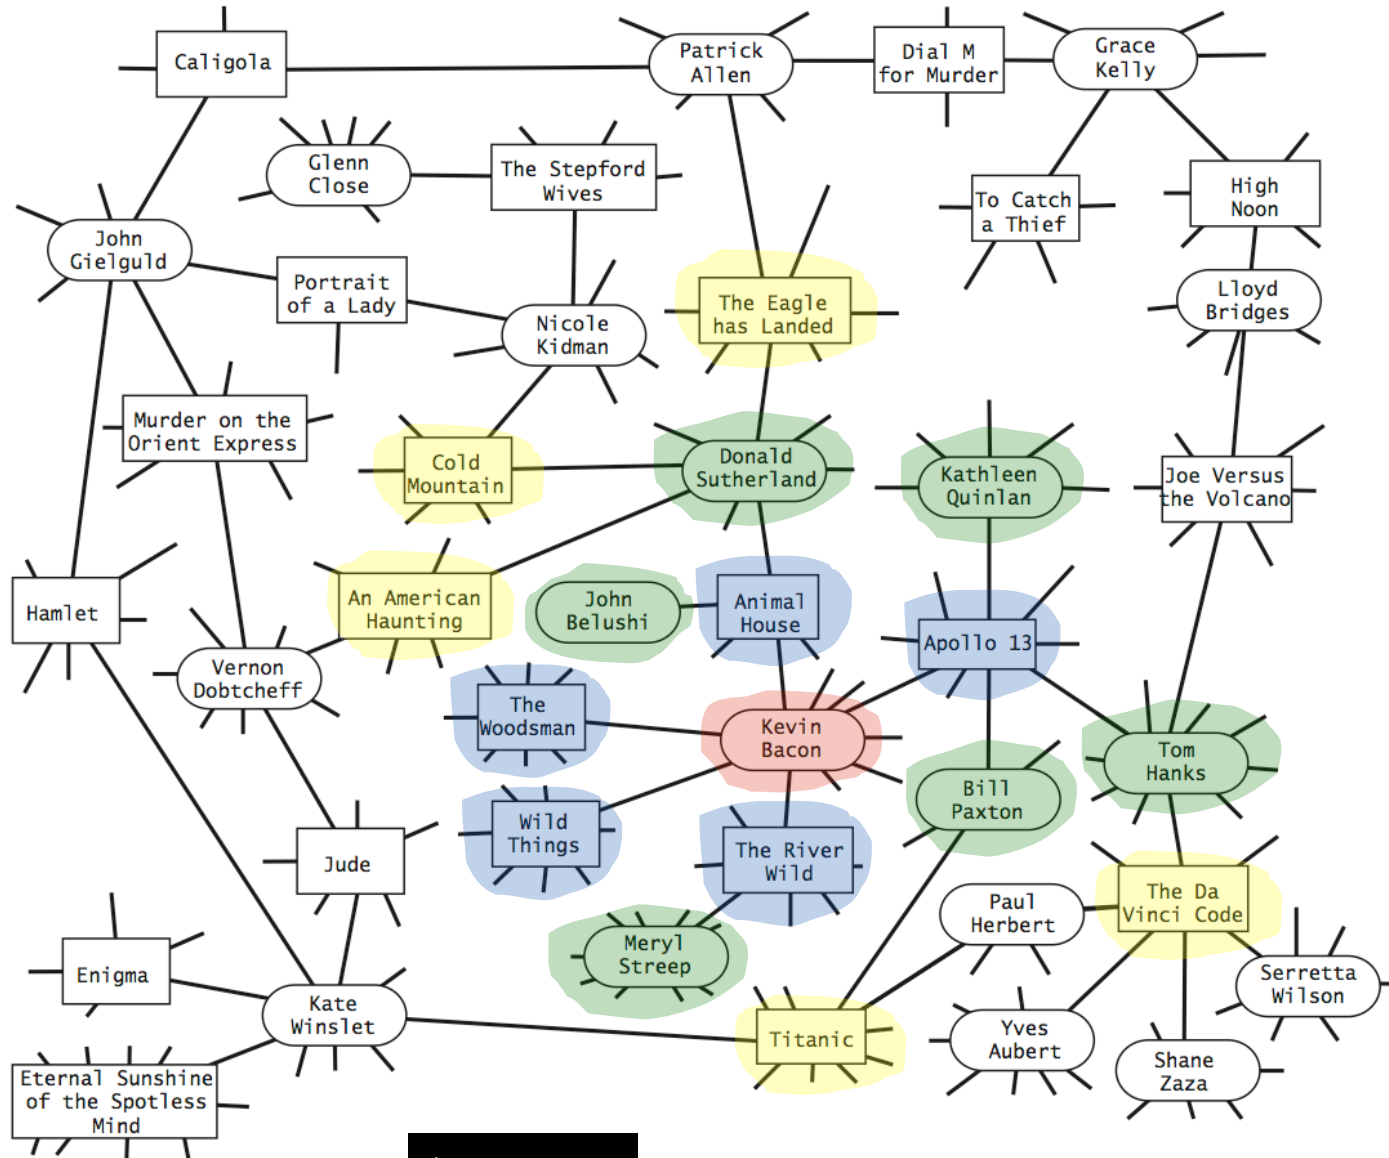 Caligola
Patrick
Allen
Dial M
for Murder
Grace
Kelly
Glenn
Close
The Stepford
Wives
To Catch
a Thief
High
Noon
John
Gielguld
Portrait
of a Lady
Nicole
Kidman
The Eagle
has Landed
Lloyd
Bridges
Murder on the
Orient Express
Cold
Mountain
Donald
Sutherland
Kathleen
Quinlan
Joe Versus
the Volcano
Hamlet
An American
Haunting
John
Belushi
Animal
House
Apollo 13
Vernon
Dobtcheff
The
Woodsman
Kevin
Bacon
Tom
Hanks
Bill
Paxton
Wild
Things
The River
Wild
Jude
Paul
Herbert
The Da
Vinci Code
Enigma
Meryl
Streep
Serretta
Wilson
Kate
Winslet
Titanic
Yves
Aubert
Shane
Zaza
Eternal Sunshine
of the Spotless
Mind